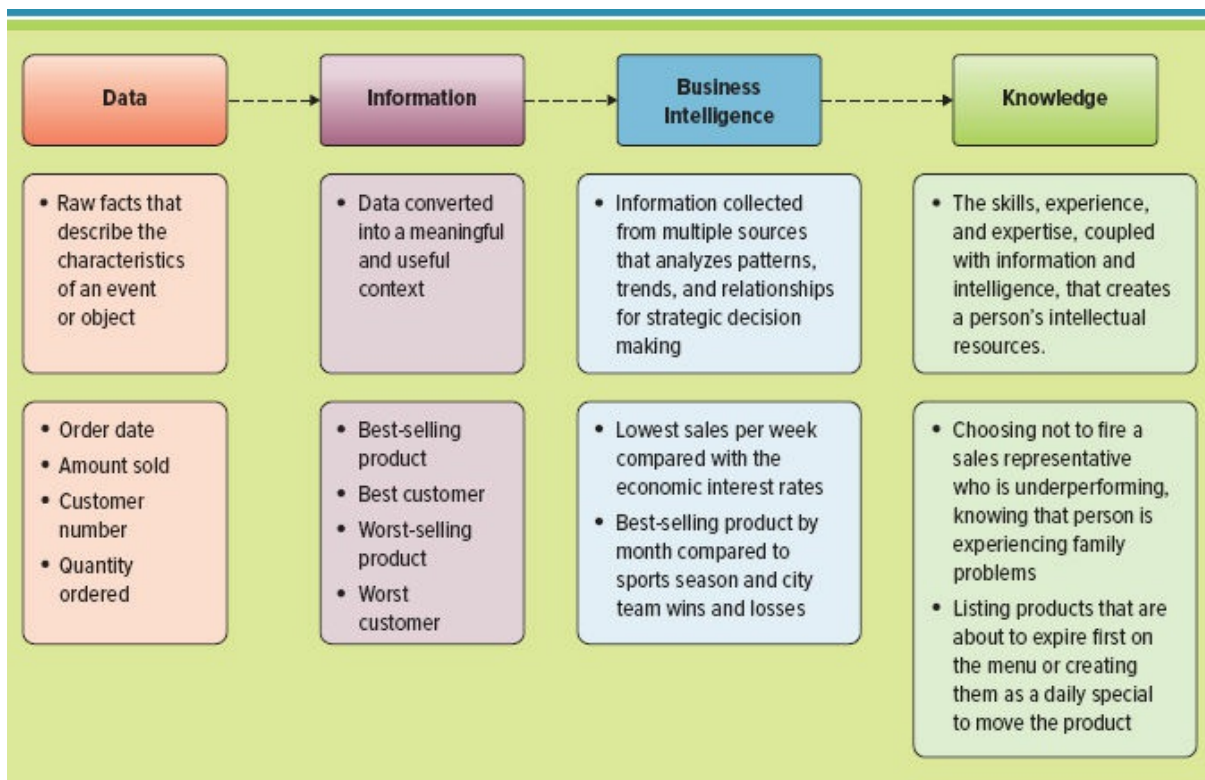 Data
Information
Business
Intelligence
Knowledge
• Raw facts that
describe the
characteristics
of an event
or object
• Data converted
into a meaningful
and useful
context
• Information collected
from multiple sources
that analyzes patterns,
trends, and relationships
for strategic decision
making
• The skills, experience,
and expertise, coupled
with information and
intelligence, that creates
a person's intellectual
resources.
• Order date
• Amount sold
• Customer
number
• Quantity
ordered
• Best-selling
product
• Best customer
• Worst-selling
product
• Worst
customer
• Lowest sales per week
compared with the
economic interest rates
• Best-selling product by
month compared to
sports season and city
team wins and losses
• Choosing not to fire a
sales representative
who is underperforming,
knowing that person is
experiencing family
problems
• Listing products that are
about to expire first on
the menu or creating
them as a daily special
to move the product